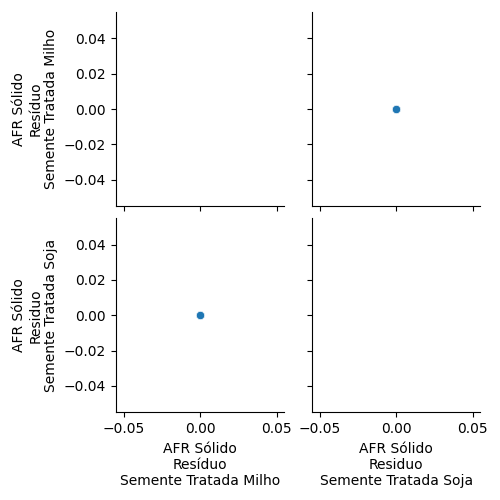 AFR Sólido
Resíduo
Semente Tratada Milho
0.04
0.02
0.00
−0.02
−0.04
AFR Sólido
Residuo
Semente Tratada Soja
0.04
0.02
0.00
−0.02
−0.04
−0.05 0.00 0.05
−0.05 0.00 0.05
AFR Sólido
Resíduo
Semente Tratada Milho
AFR Sólido
Residuo
Semente Tratada Soja